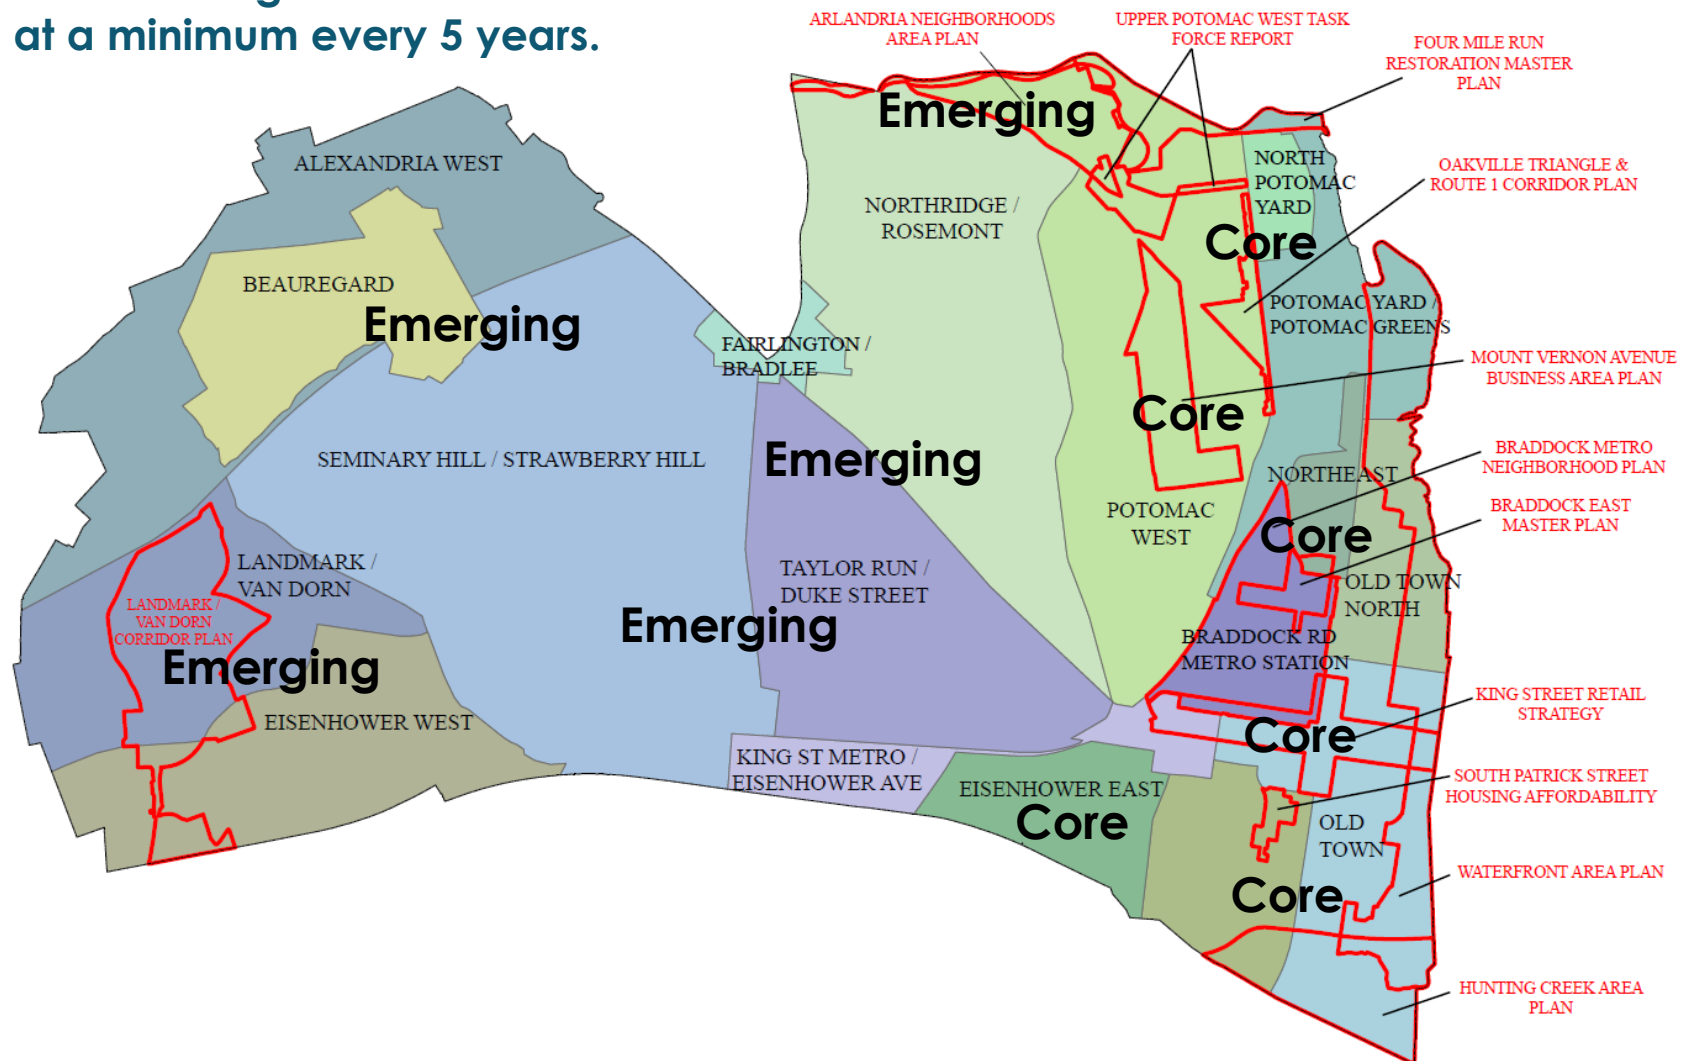 at a minimum every 5 years.
ARLANDRIA NEIGHBORHOODS
AREA PLAN
UPPER POTOMAC WEST TASK
FORCE REPORT
FOUR MILE RUN
RESTORATION MASTER
PLAN
Emerging
ALEXANDRIA WEST
NORTH
POTOMAC
YARD
OAKVILLE TRIANGLE &
ROUTE 1 CORRIDOR PLAN
NORTHRIDGE /
ROSEMONT
Core
BEAUREGARD
Emerging
POTOMAC YARD /
POTOMAC GREENS
FAIRLINGTON /
BRADLEE
MOUNT VERNON AVENUE
BUSINESS AREA PLAN
Core
SEMINARY HILL / STRAWBERRY HILL
Emerging
BRADDOCK METRO
NEIGHBORHOOD PLAN
NORTHEAST
POTOMAC
WEST
BRADDOCK EAST
MASTER PLAN
Core
LANDMARK /
VAN DORN
TAYLOR RUN /
DUKE STREET
OLD TOWN
NORTH
LANDMARK /
VAN DORN
CORRIDOR PLAN
Emerging
Emerging
BRADDOCK RD
METRO STATION
KING STREET RETAIL
STRATEGY
EISENHOWER WEST
Core
KING ST METRO /
EISENHOWER AVE
EISENHOWER EAST
Core
SOUTH PATRICK STREET
HOUSING AFFORDABILITY
OLD
TOWN
WATERFRONT AREA PLAN
Core
HUNTING CREEK AREA
PLAN